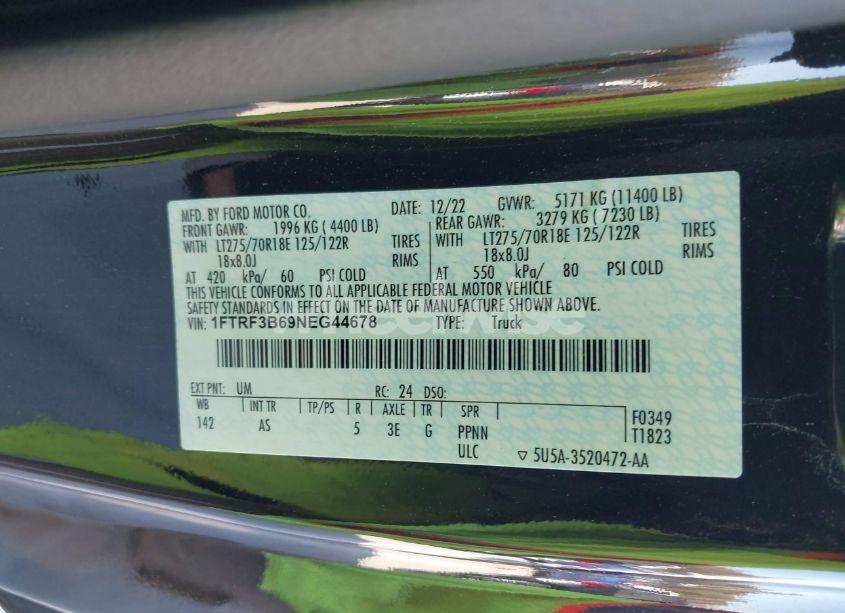 MFD. BY FORD MOTOR CO. DATE: 12/22 GVWR: 5171 KG (11400 LB)
FRONT GAWR: 1996 KG ( 4400 LB) REAR GAWR: 3279 KG ( 7230 LB)
WITH LT275/70R18E 125/122R TIRES WITH LT275/70R18E 125/122R TIRES
18x8.0J RIMS 18x8.0J RIMS
AT 420 kPa/ 60 PSI COLD AT 550 kPa/ 80 PSI COLD
THIS VEHICLE CONFORMS TO ALL APPLICABLE FEDERAL MOTOR VEHICLE
SAFETY STANDARDS IN EFFECT ON THE DATE OF MANUFACTURE SHOWN ABOVE.
VIN: 1FTRF3B69NEG44678 TYPE: Truck
EXT PNT: UM RC: 24 DSO:
WB INT TR TP/PS R AXLE TR SPR F0349
142 AS 5 3E G PPNN T1823
ULC ▽ 5U5A-3520472-AA